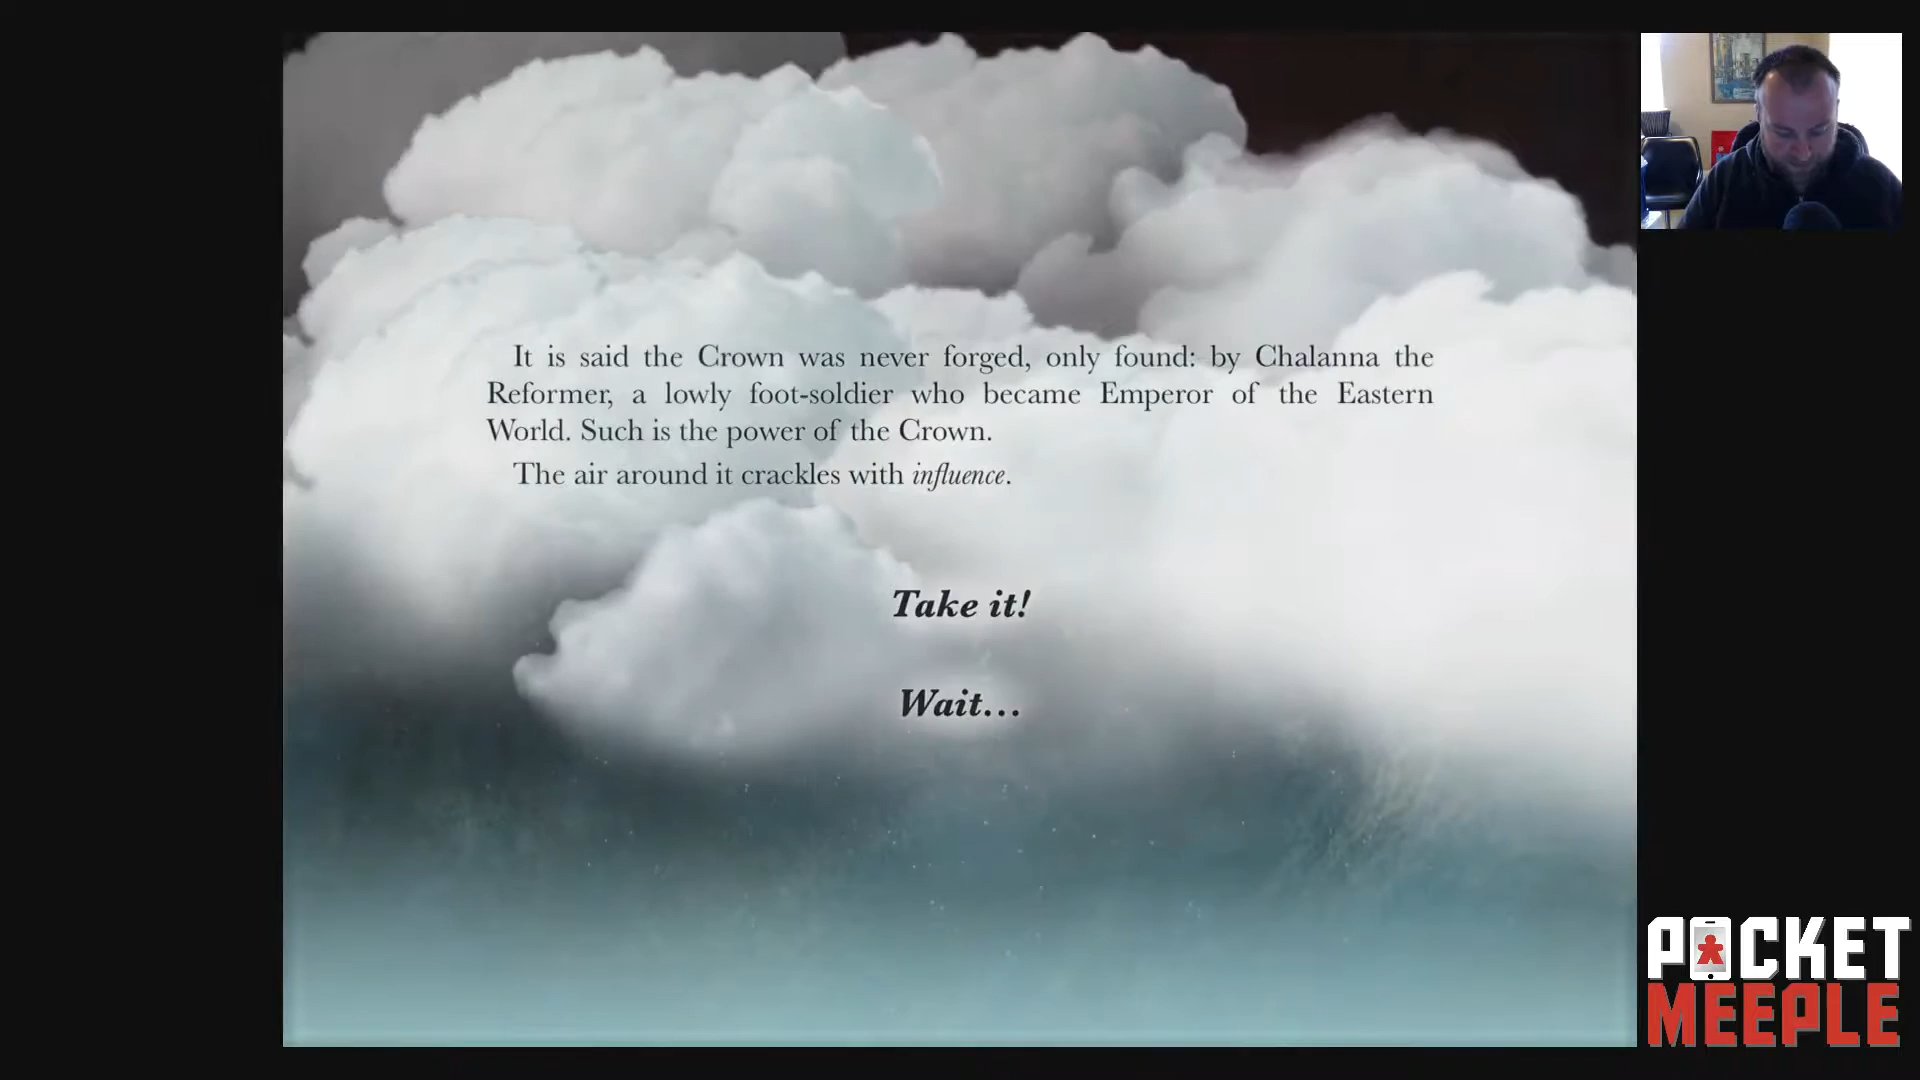 It is said the Crown was never forged, only found: by Chalanna the
Reformer, a lowly foot-soldier who became Emperor of the Eastern
World. Such is the power of the Crown.
The air around it crackles with influence.
Take it!
Wait...
POCKET
MEEPLE